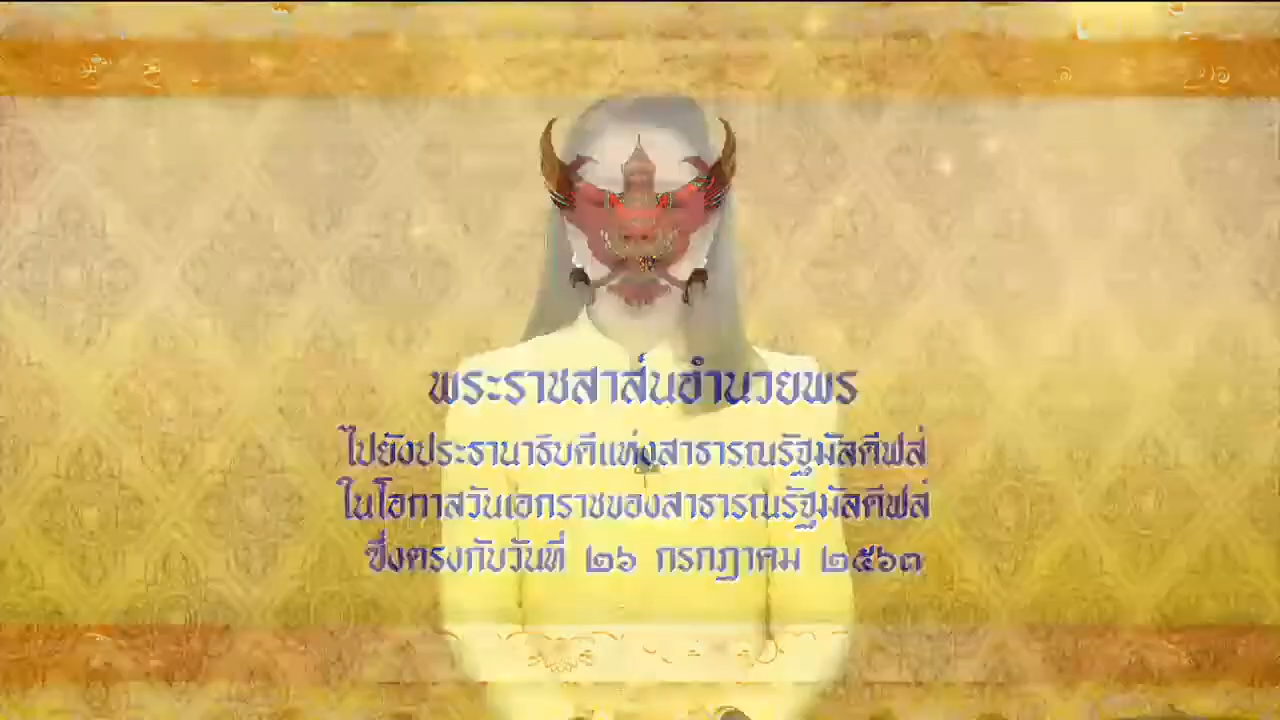 พระราชสาส์นอำนวยพร
ไปยังประธานาธิบดีแห่งสาธารณรัฐมัลดีฟส์
ในโอกาสวันเอกราชของสาธารณรัฐมัลดีฟส์
ซึ่งตรงกับวันที่ ๒๖ กรกฎาคม ๒๕๖๓